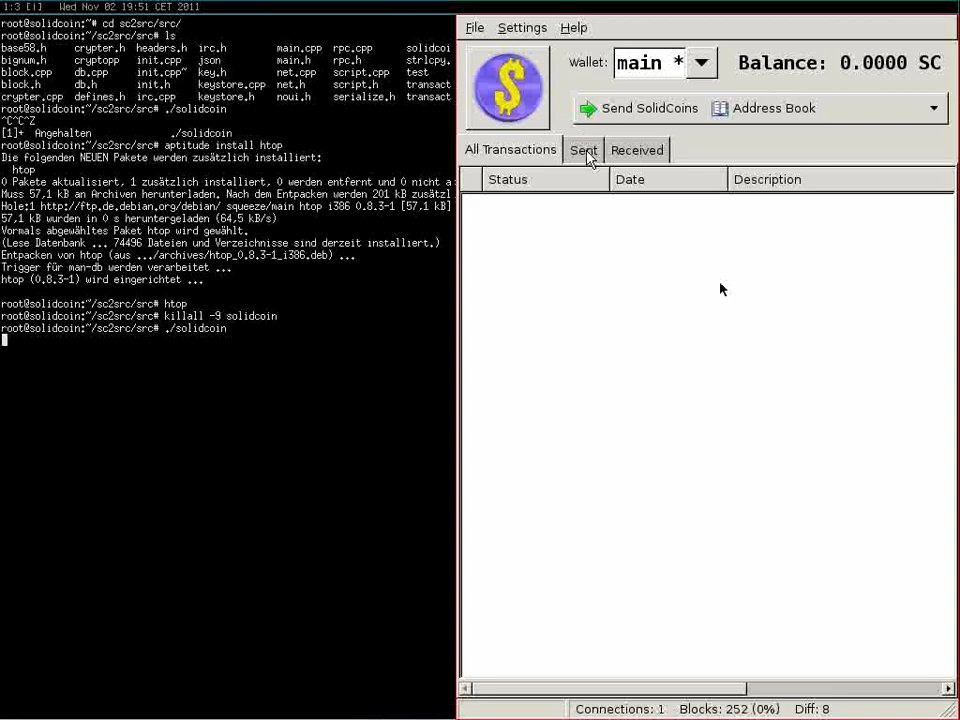 1:3 [|]  Wed Nov 02 19:51 CET 2011
root@solidcoin:~# cd sc2src/src/
root@solidcoin:~/sc2src/src# ls
base58.h    crypter.h  headers.h  irc.h       main.cpp  rpc.cpp      solidcoi
bignum.h    cryptopp   init.cpp   json        main.h    rpc.h        strlcpy.
block.cpp   db.cpp     init.cpp~  key.h       net.cpp   script.cpp   test
block.h     db.h       init.h     keystore.cpp  net.h     script.h     transact
crypter.cpp  defines.h  irc.cpp    keystore.h  noui.h    serialize.h  transact
root@solidcoin:~/sc2src/src# ./solidcoin
^C^C^Z
[1]+  Angehalten              ./solidcoin
root@solidcoin:~/sc2src/src# aptitude install htop
Die folgenden NEUEN Pakete werden zusätzlich installiert:
  htop
0 Pakete aktualisiert, 1 zusätzlich installiert, 0 werden entfernt und 0 nicht a
Muss 57,1 kB an Archiven herunterladen. Nach dem Entpacken werden 201 kB zusätzl
Hole:1 http://ftp.de.debian.org/debian/ squeeze/main htop i386 0.8.3-1 [57,1 kB]
57,1 kB wurden in 0 s heruntergeladen (64,5 kB/s)
Vormals abgewähltes Paket htop wird gewählt.
(Lese Datenbank ... 74496 Dateien und Verzeichnisse sind derzeit installiert.)
Entpacken von htop (aus .../archives/htop_0.8.3-1_i386.deb) ...
Trigger für man-db werden verarbeitet ...
htop (0.8.3-1) wird eingerichtet ...
root@solidcoin:~/sc2src/src# htop
root@solidcoin:~/sc2src/src# killall -9 solidcoin
root@solidcoin:~/sc2src/src# ./solidcoin
File Settings Help
Wallet: main * Balance: 0.0000 SC
Send SolidCoins Address Book
All Transactions Sent Received
Status Date Description
Connections: 1 Blocks: 252 (0%) Diff: 8